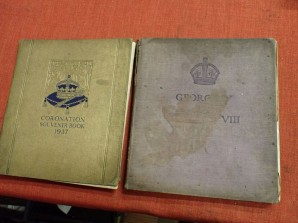 CORONATION
SOUVENIR BOOK
1937
GEORGE V
VIII